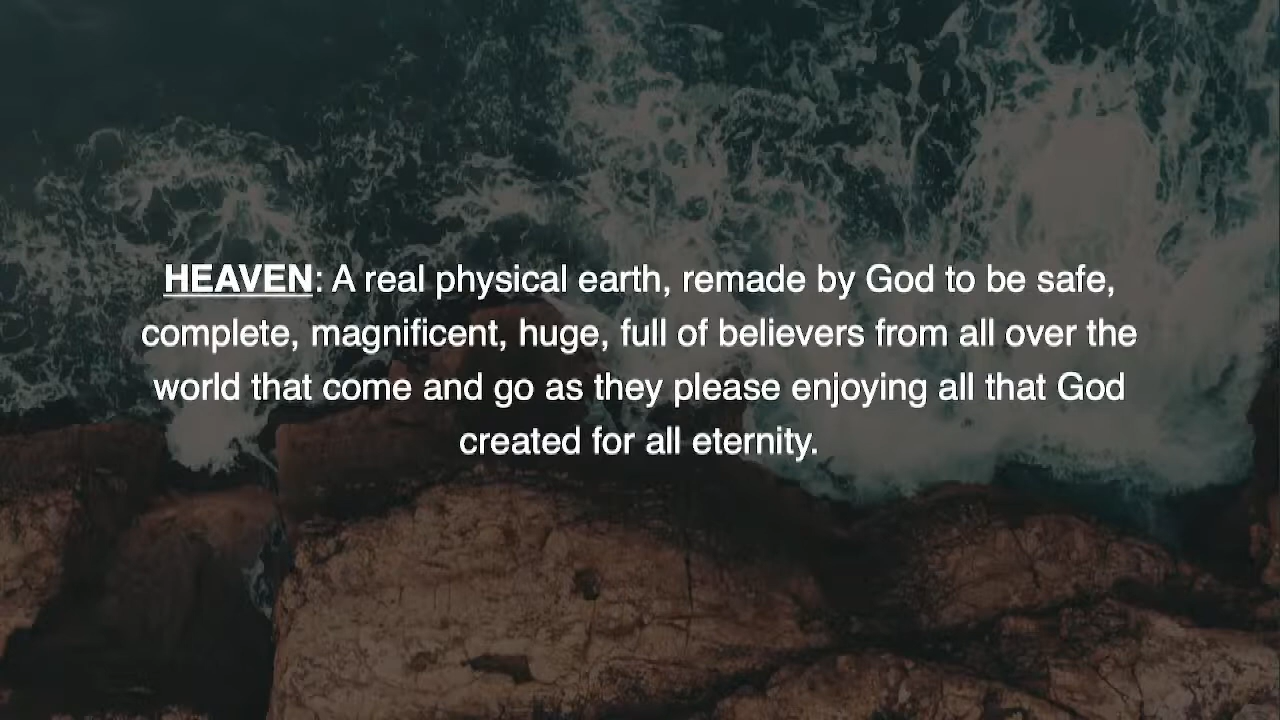 HEAVEN: A real physical earth, remade by God to be safe,
complete, magnificent, huge, full of believers from all over the
world that come and go as they please enjoying all that God
created for all eternity.